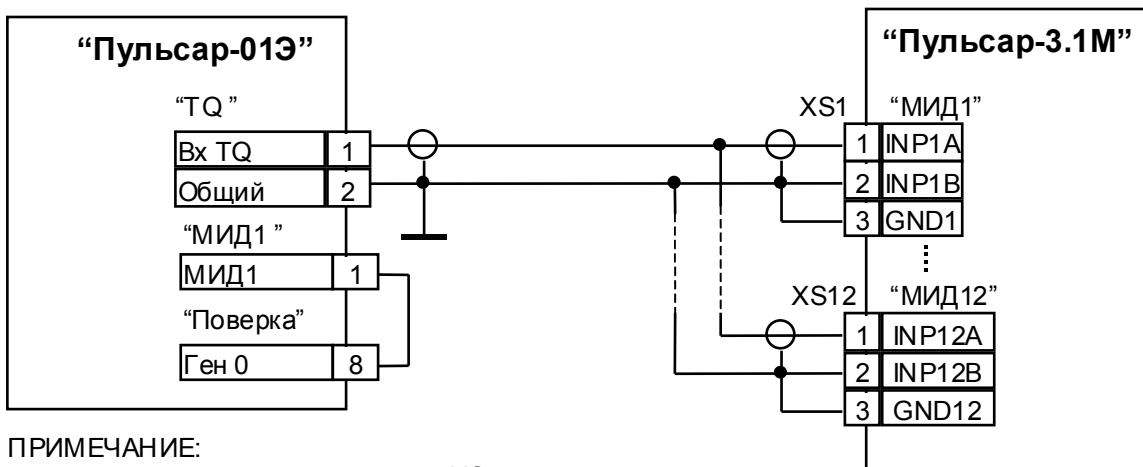 “Пульсар-01Э”
“TQ ”
Вх TQ 1
Общий 2
“МИД1 ”
МИД1 1
“Поверка”
Ген 0 8
“Пульсар-3.1М”
XS1 “МИД1”
1 INP1A
2 INP1B
3 GND1
XS12 “МИД12”
1 INP12A
2 INP12B
3 GND12
ПРИМЕЧАНИЕ: